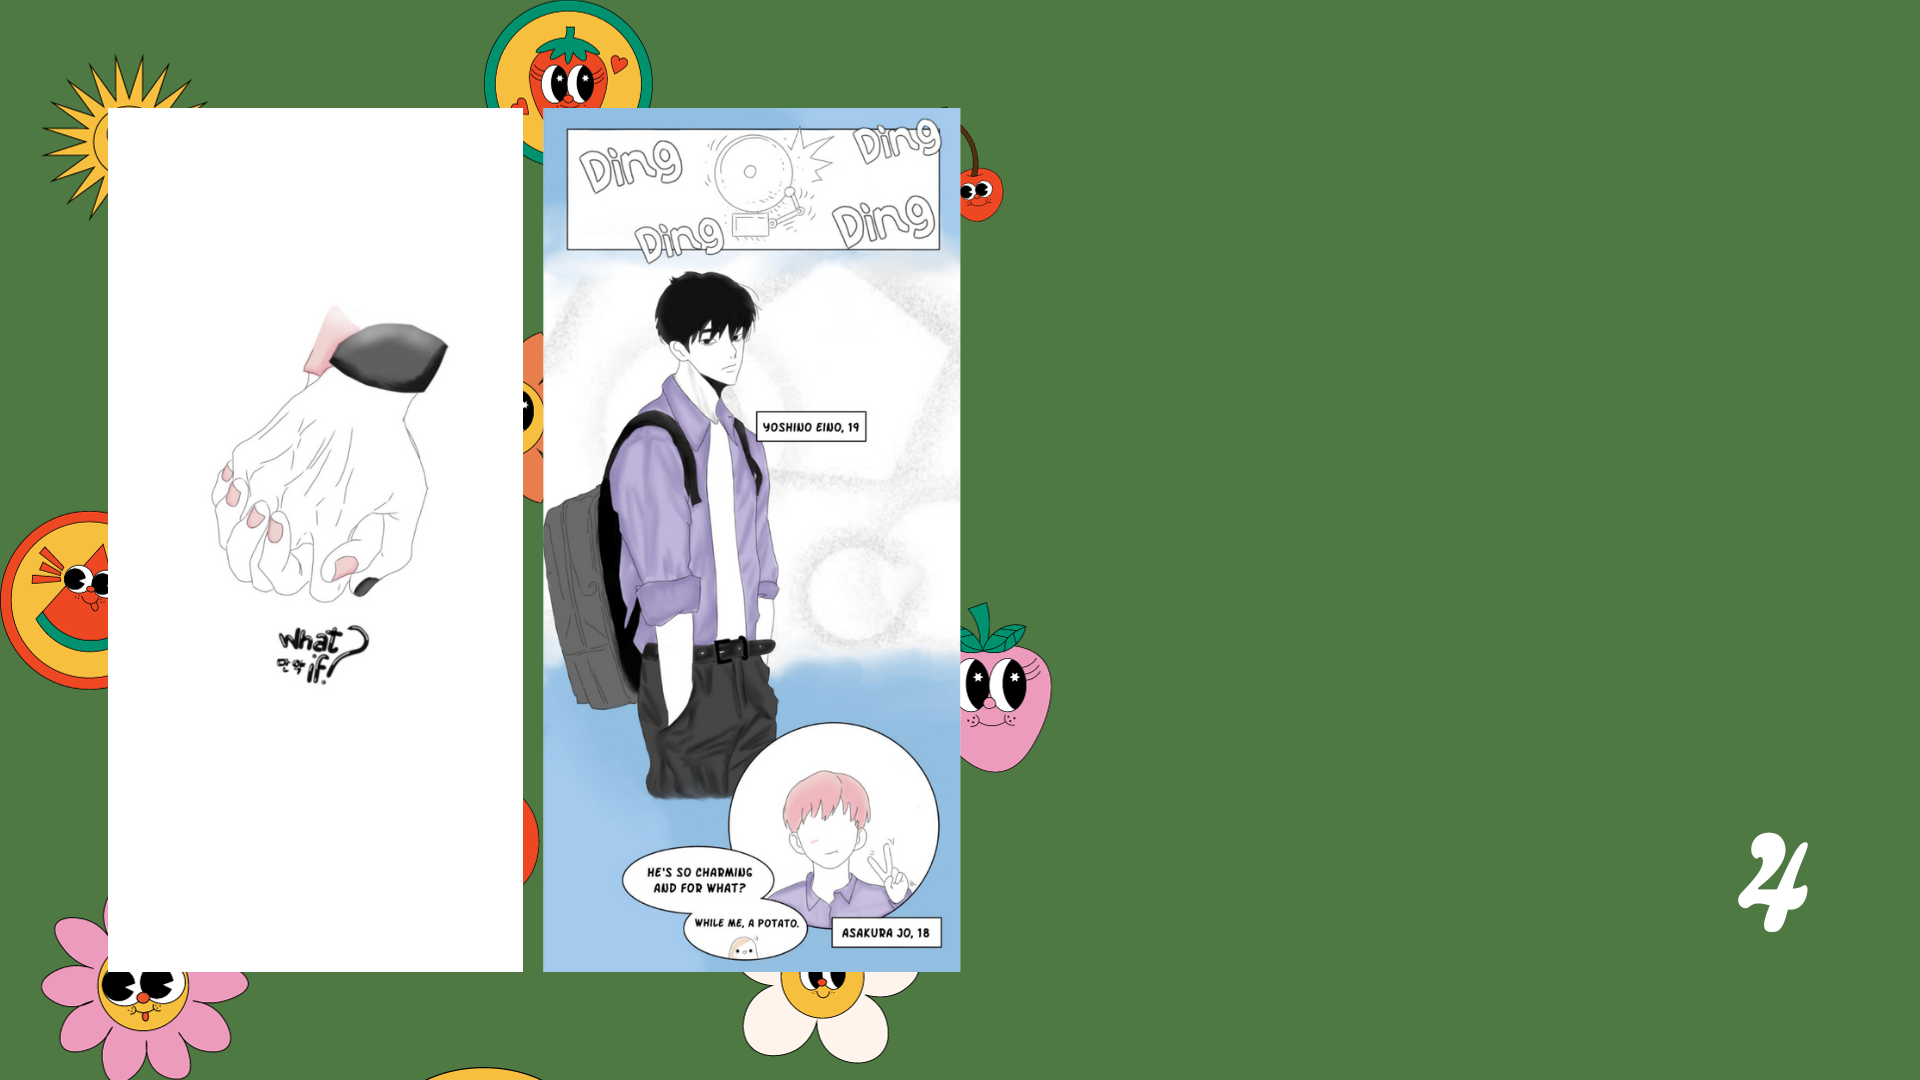 What
만약 if?
Ding
Ding
Ding
Ding
YOSHINO EINO, 19
HE'S SO CHARMING
AND FOR WHAT?
WHILE ME, A POTATO.
ASAKURA JO, 18
4